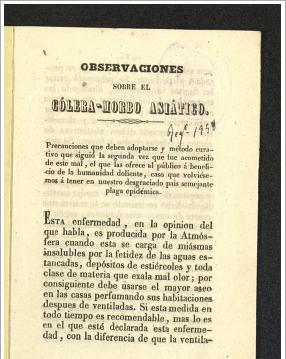 OBSERVACIONES
SOBRE EL
CÓLERA-MORBO ASIÁTICO.
Precauciones que deben adoptarse y método cura-
tivo que siguió la segunda vez que fue acometido
de este mal, el que las ofrece al público á benefi-
cio de la humanidad doliente, caso que volviése-
mos á tener en nuestro desgraciado pais semejante
plaga epidémica.
ESTA enfermedad, en la opinion del
que habla, es producida por la Atmós-
fera cuando esta se carga de miásmas
insalubles por la fetidez de las aguas es-
tancadas, depósitos de estiércoles y toda
clase de materia que exala mal olor; por
consiguiente debe usarse el mayor aseo
en las casas perfumando sus habitaciones
despues de ventiladas. Si esta medida en
todo tiempo es recomendable, mas lo es
en el que esté declarada esta enferme-
dad, con la diferencia de que la ventila-